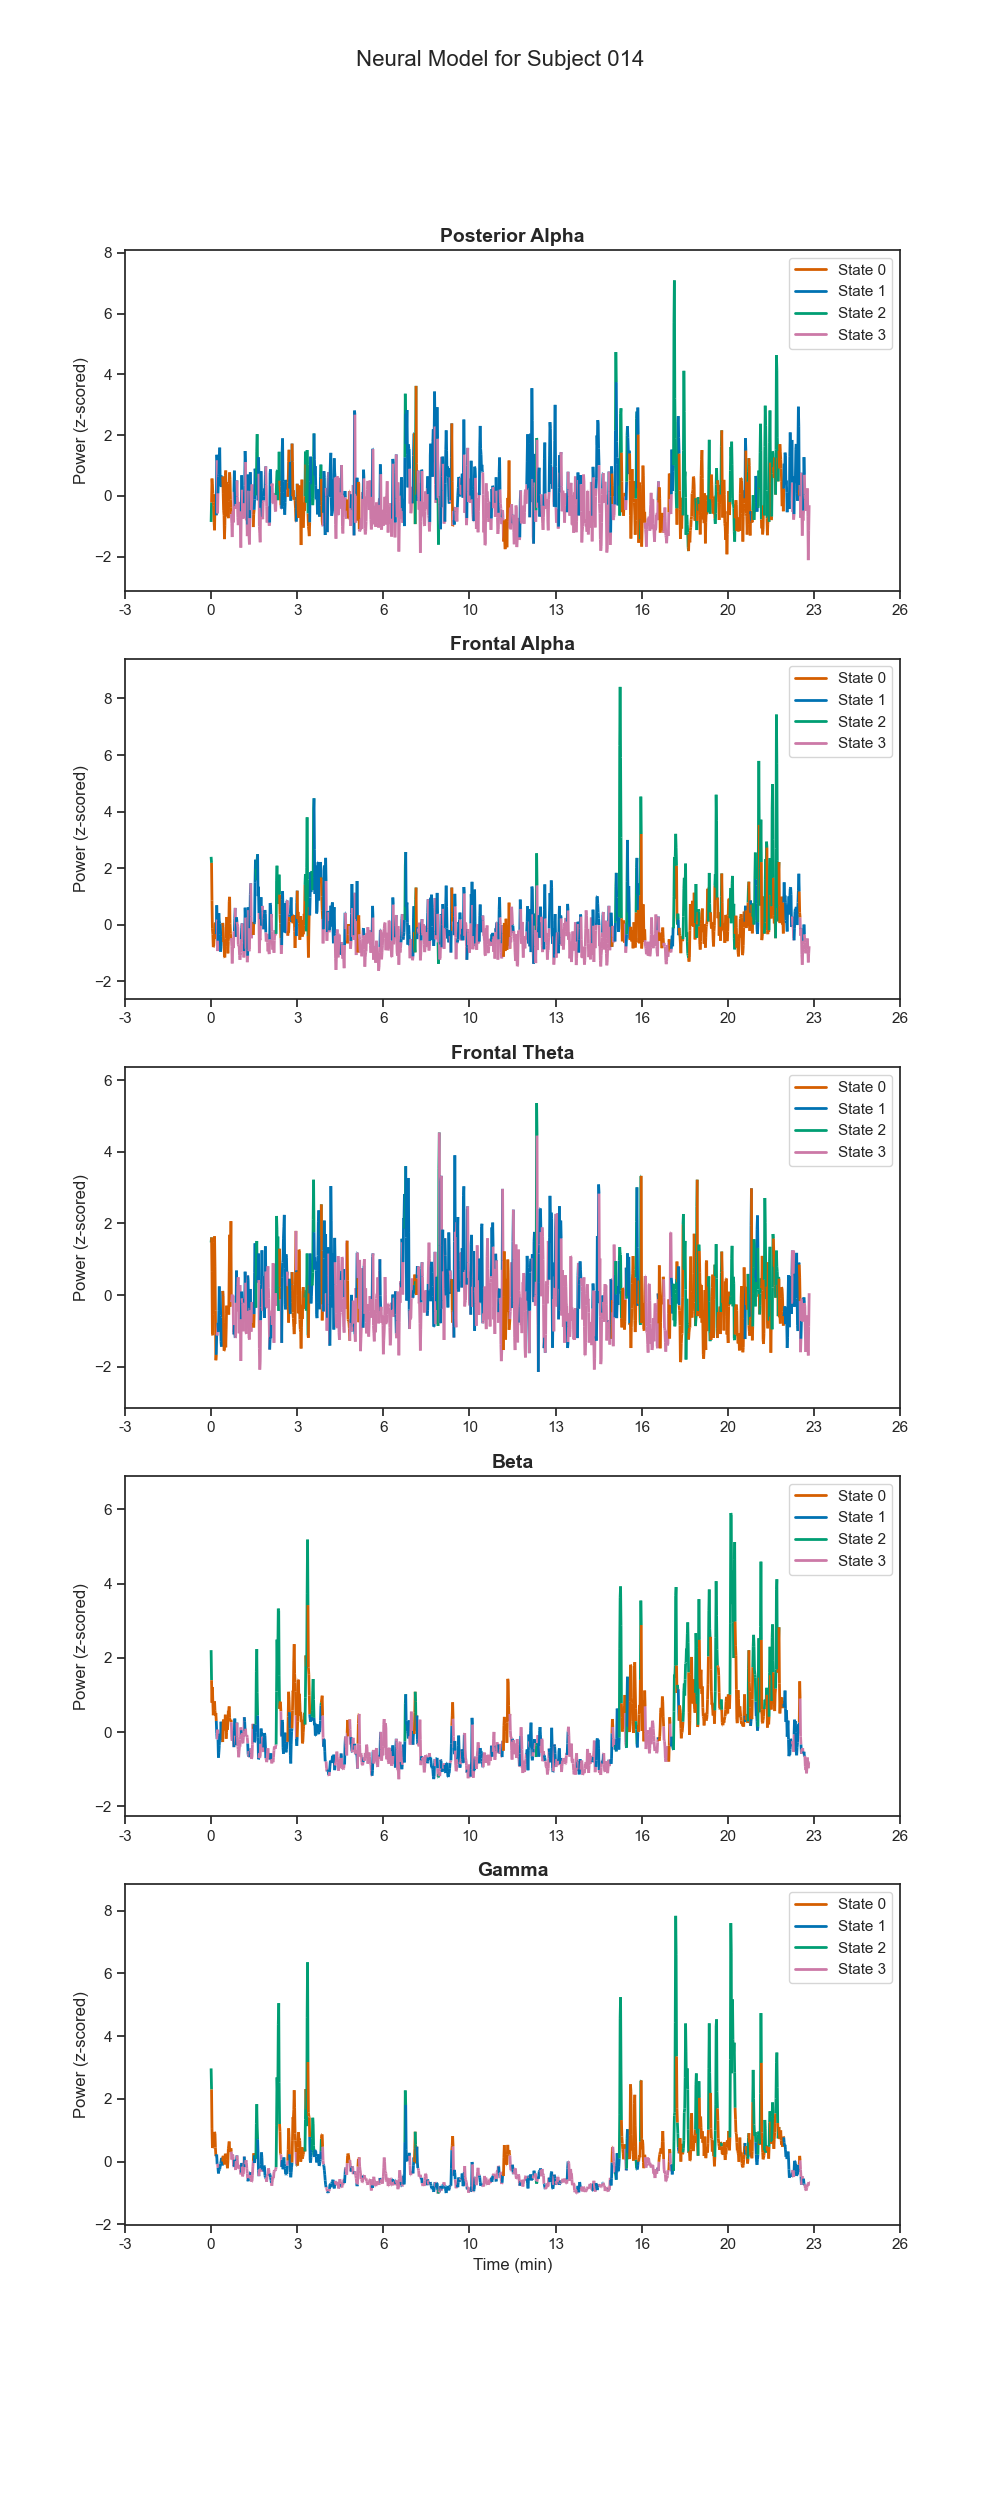 Neural Model for Subject 014
Posterior Alpha
8
6
4
2
0
−2
Power (z-scored)
State 0
State 1
State 2
State 3
-3 0 3 6 10 13 16 20 23 26
Frontal Alpha
8
6
4
2
0
−2
Power (z-scored)
State 0
State 1
State 2
State 3
-3 0 3 6 10 13 16 20 23 26
Frontal Theta
6
4
2
0
−2
Power (z-scored)
State 0
State 1
State 2
State 3
-3 0 3 6 10 13 16 20 23 26
Beta
6
4
2
0
−2
Power (z-scored)
State 0
State 1
State 2
State 3
-3 0 3 6 10 13 16 20 23 26
Gamma
8
6
4
2
0
−2
Power (z-scored)
State 0
State 1
State 2
State 3
-3 0 3 6 10 13 16 20 23 26
Time (min)